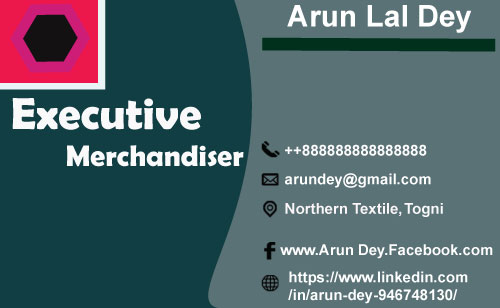 Arun Lal Dey
Executive
Merchandiser
++888888888888888
arundey@gmail.com
Northern Textile, Togni
www.Arun Dey.Facebook.com
https://www.linkedin.com
/in/arun-dey-946748130/